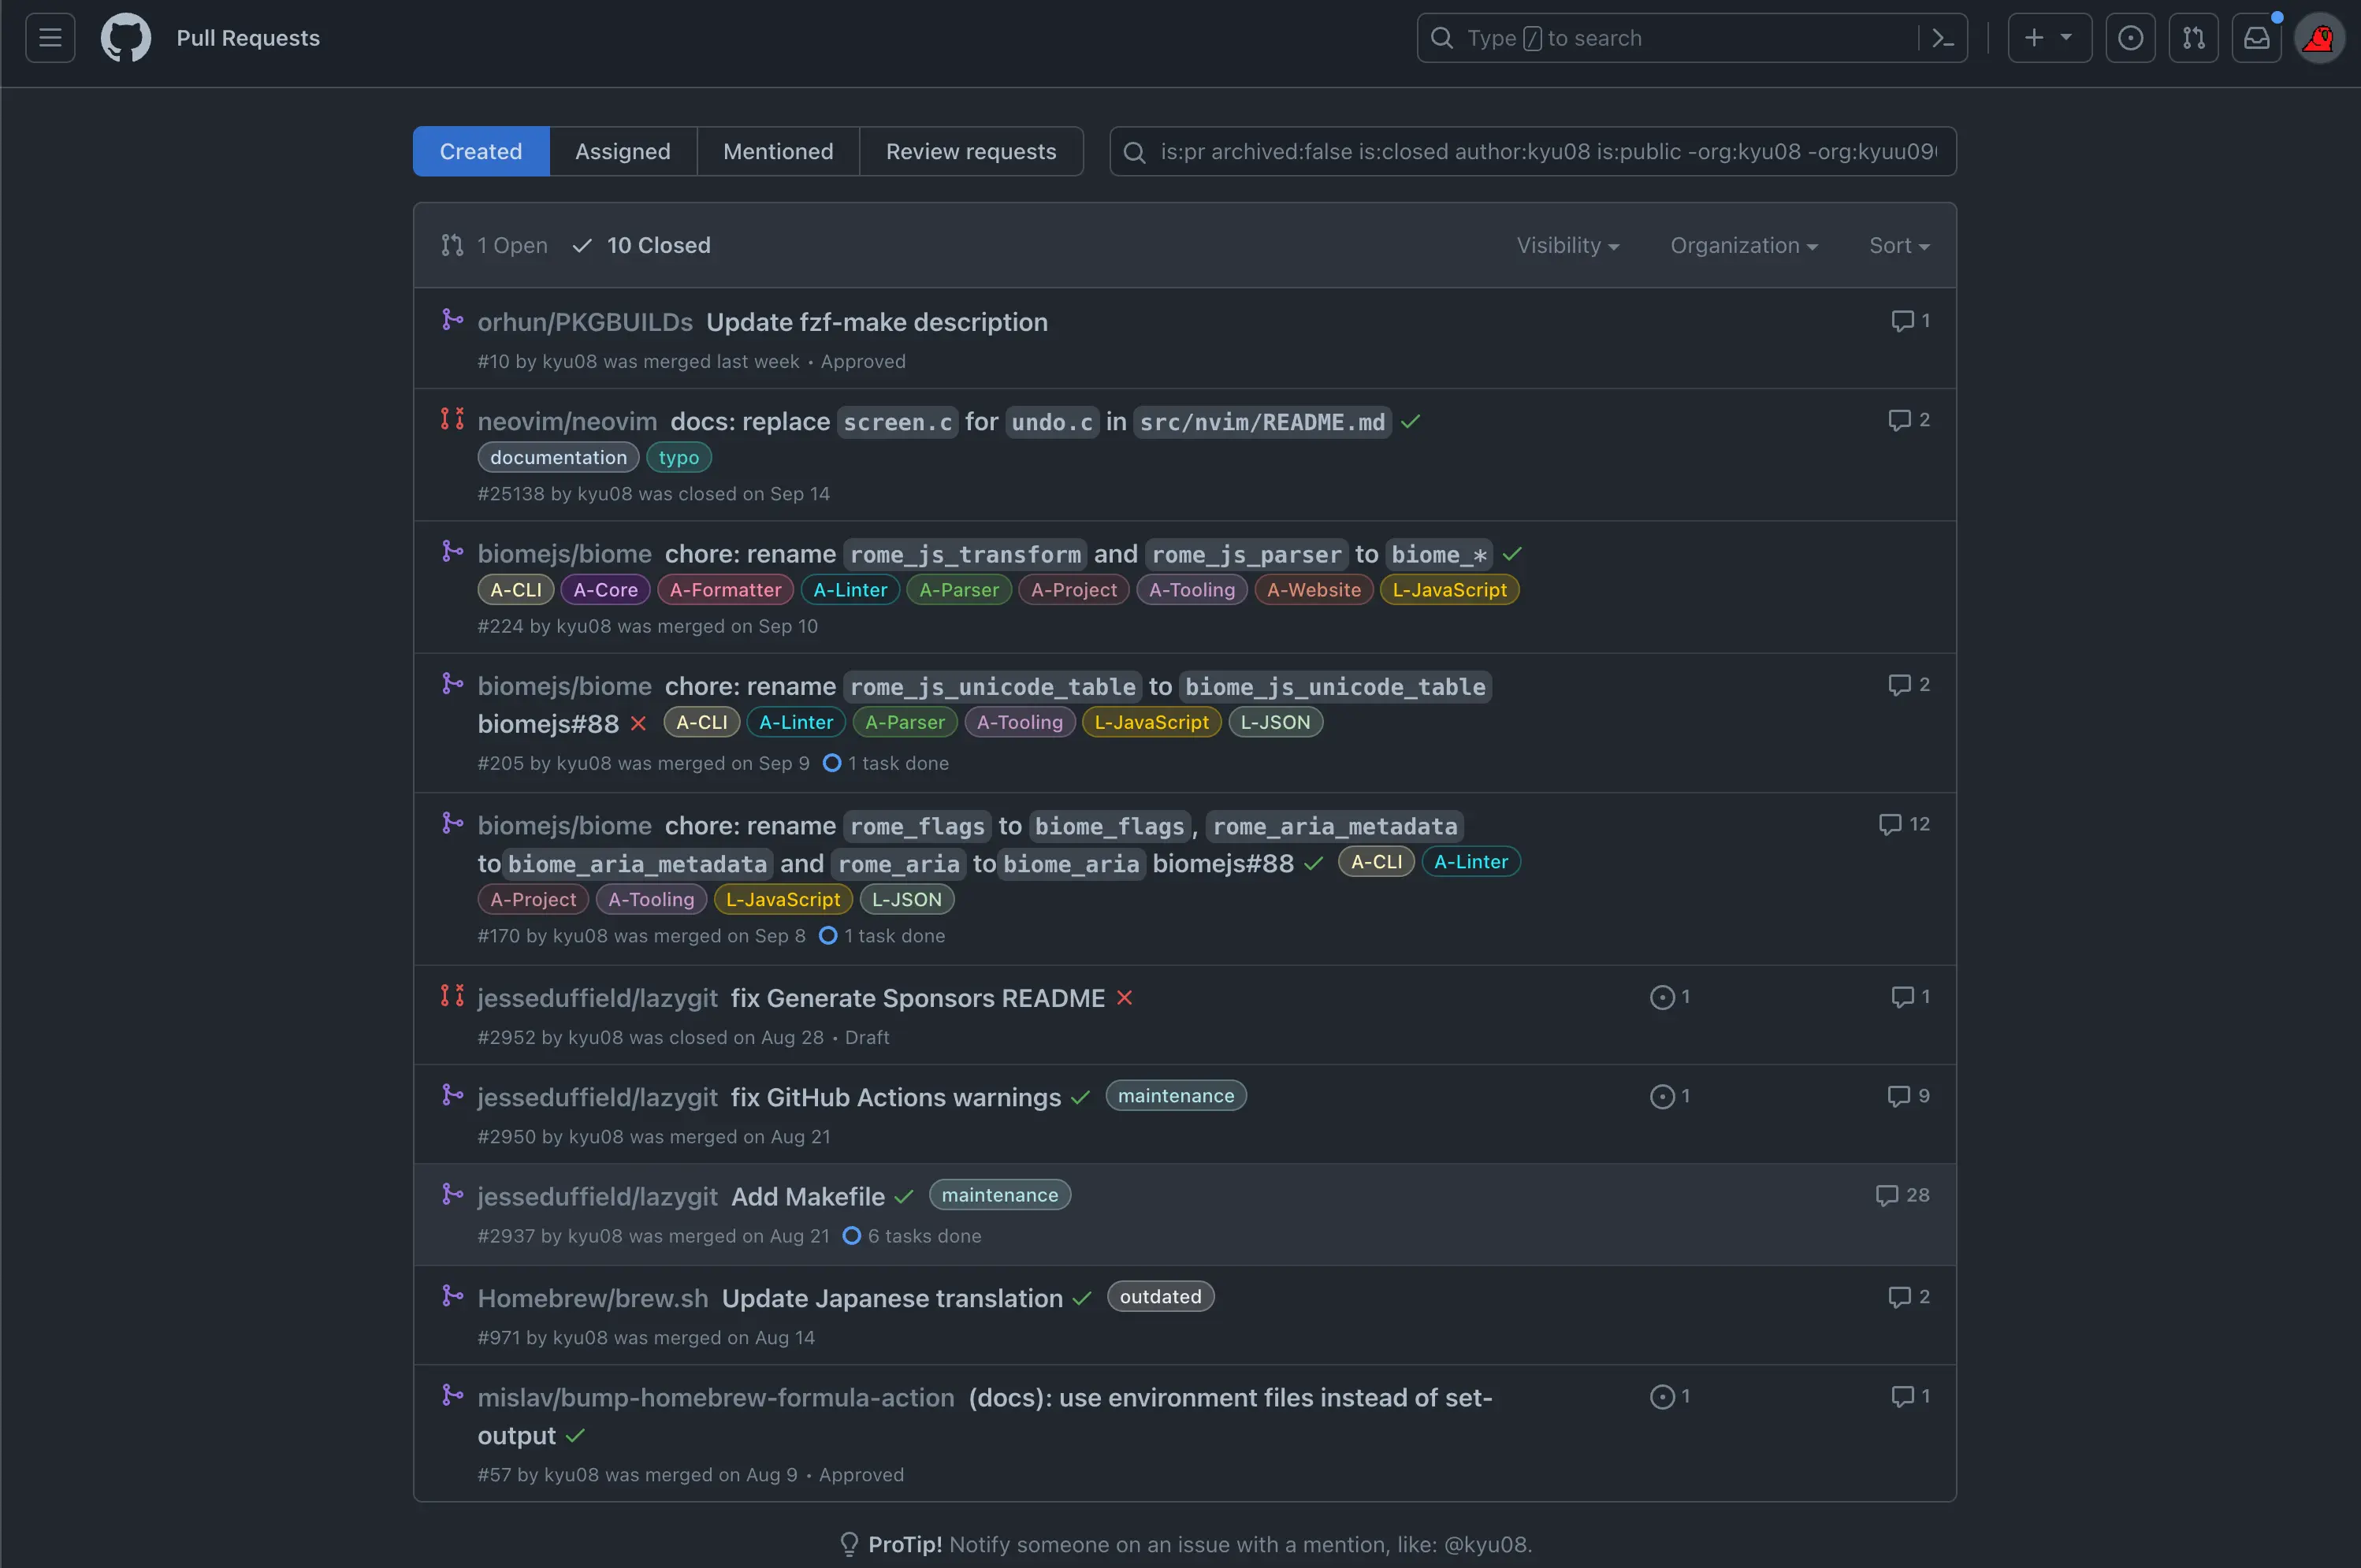 Pull Requests
Type / to search
Created Assigned Mentioned Review requests
is:pr archived:false is:closed author:kyu08 is:public -org:kyu08 -org:kyuu09
1 Open 10 Closed Visibility Organization Sort
orhun/PKGBUILDs Update fzf-make description 1
#10 by kyu08 was merged last week • Approved
neovim/neovim docs: replace screen.c for undo.c in src/nvim/README.md 2
documentation typo
#25138 by kyu08 was closed on Sep 14
biomejs/biome chore: rename rome_js_transform and rome_js_parser to biome_*
A-CLI A-Core A-Formatter A-Linter A-Parser A-Project A-Tooling A-Website L-JavaScript
#224 by kyu08 was merged on Sep 10
biomejs/biome chore: rename rome_js_unicode_table to biome_js_unicode_table 2
biomejs#88 A-CLI A-Linter A-Parser A-Tooling L-JavaScript L-JSON
#205 by kyu08 was merged on Sep 9 1 task done
biomejs/biome chore: rename rome_flags to biome_flags, rome_aria_metadata 12
to biome_aria_metadata and rome_aria to biome_aria biomejs#88 A-CLI A-Linter
A-Project A-Tooling L-JavaScript L-JSON
#170 by kyu08 was merged on Sep 8 1 task done
jesseduffield/lazygit fix Generate Sponsors README 1 1
#2952 by kyu08 was closed on Aug 28 • Draft
jesseduffield/lazygit fix GitHub Actions warnings maintenance 1 9
#2950 by kyu08 was merged on Aug 21
jesseduffield/lazygit Add Makefile maintenance 28
#2937 by kyu08 was merged on Aug 21 6 tasks done
Homebrew/brew.sh Update Japanese translation outdated 2
#971 by kyu08 was merged on Aug 14
mislav/bump-homebrew-formula-action (docs): use environment files instead of set- 1 1
output
#57 by kyu08 was merged on Aug 9 • Approved
ProTip! Notify someone on an issue with a mention, like: @kyu08.